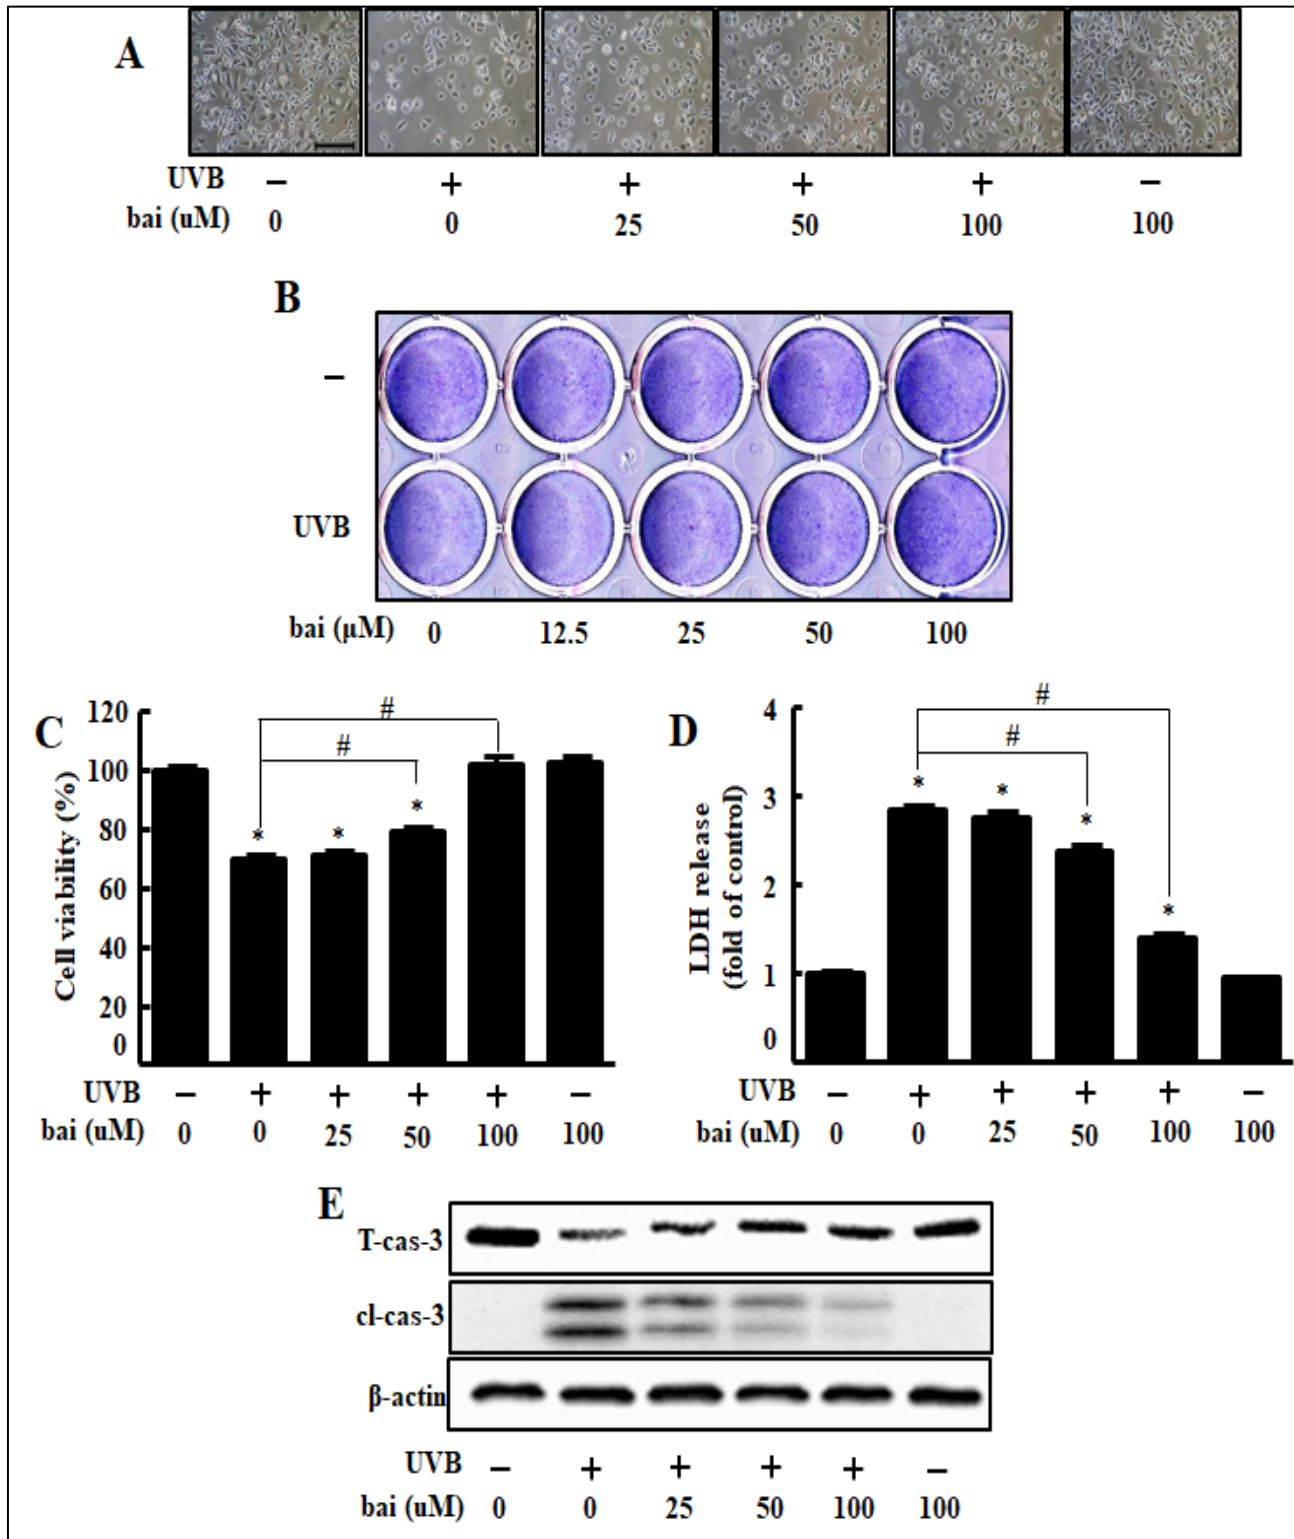 A
UVB − + + + + −
bai (uM) 0 0 25 50 100 100
B
−
UVB
bai (μM) 0 12.5 25 50 100
C
Cell viability (%)
120
100
80
60
40
20
0
# #
* * *
UVB − + + + + −
bai (uM) 0 0 25 50 100 100
D
LDH release
(fold of control)
4
3
2
1
0
# #
* * * *
UVB − + + + + −
bai (uM) 0 0 25 50 100 100
E
T-cas-3
cl-cas-3
β-actin
UVB − + + + + −
bai (uM) 0 0 25 50 100 100